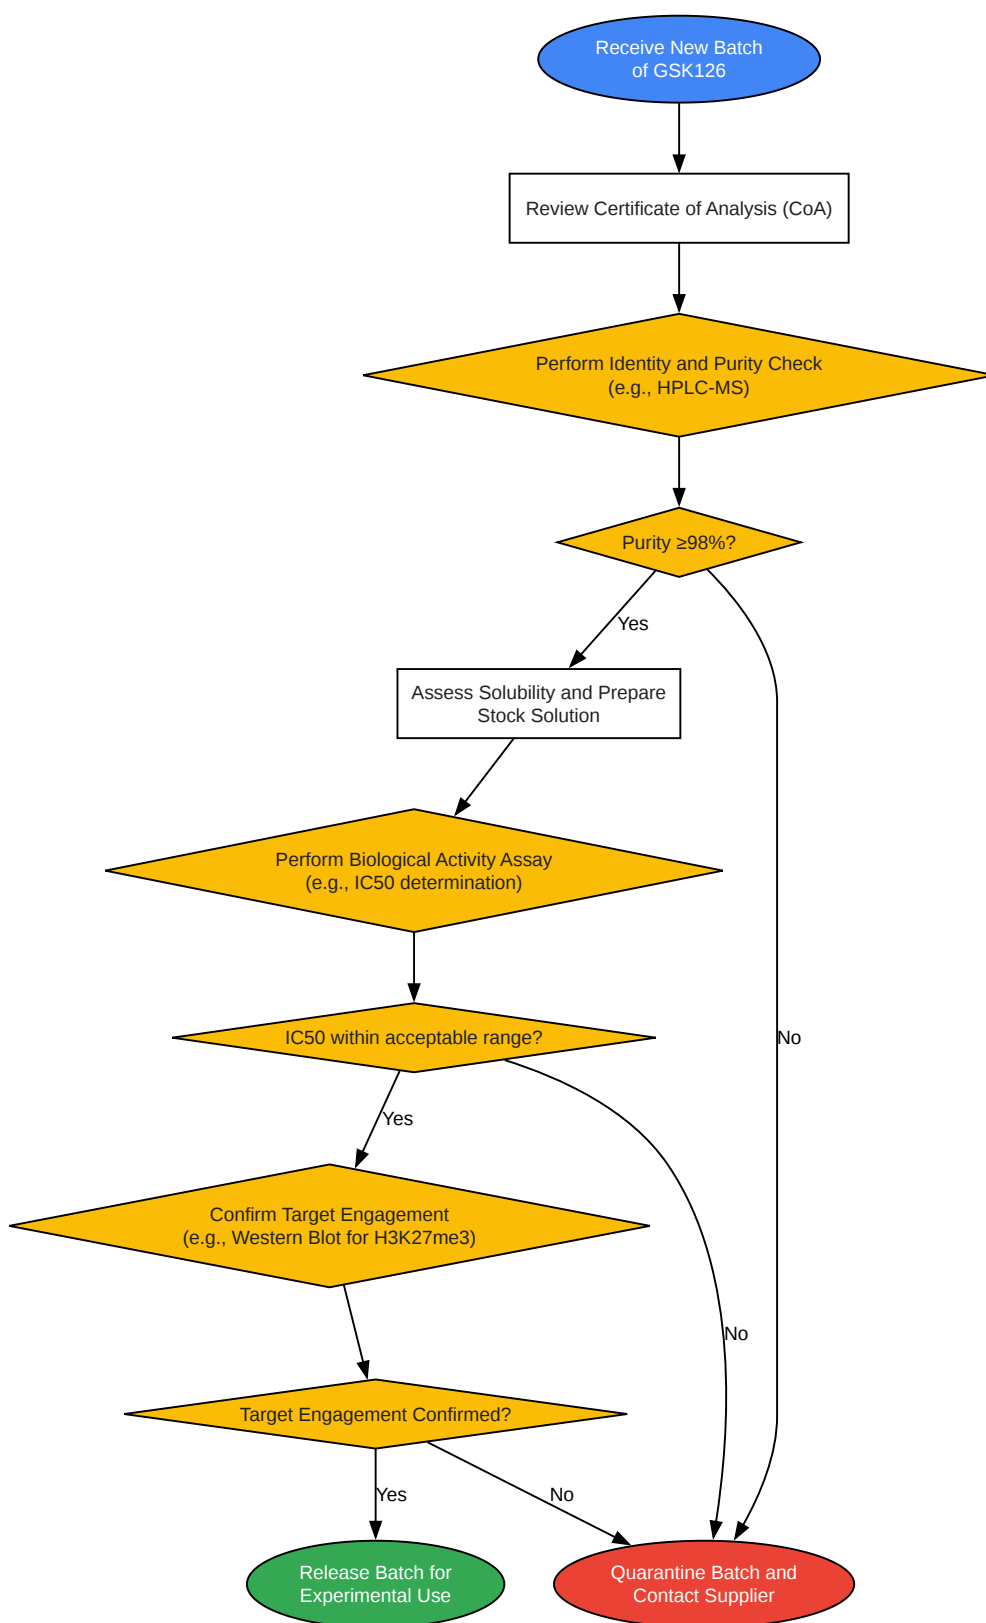 Receive New Batch
of GSK126
Review Certificate of Analysis (CoA)
Perform Identity and Purity Check
(e.g., HPLC-MS)
Purity ≥98%?
Yes
Assess Solubility and Prepare
Stock Solution
Perform Biological Activity Assay
(e.g., IC50 determination)
IC50 within acceptable range?
No
Yes
Confirm Target Engagement
(e.g., Western Blot for H3K27me3)
No
Target Engagement Confirmed?
Yes
No
Release Batch for
Experimental Use
Quarantine Batch and
Contact Supplier